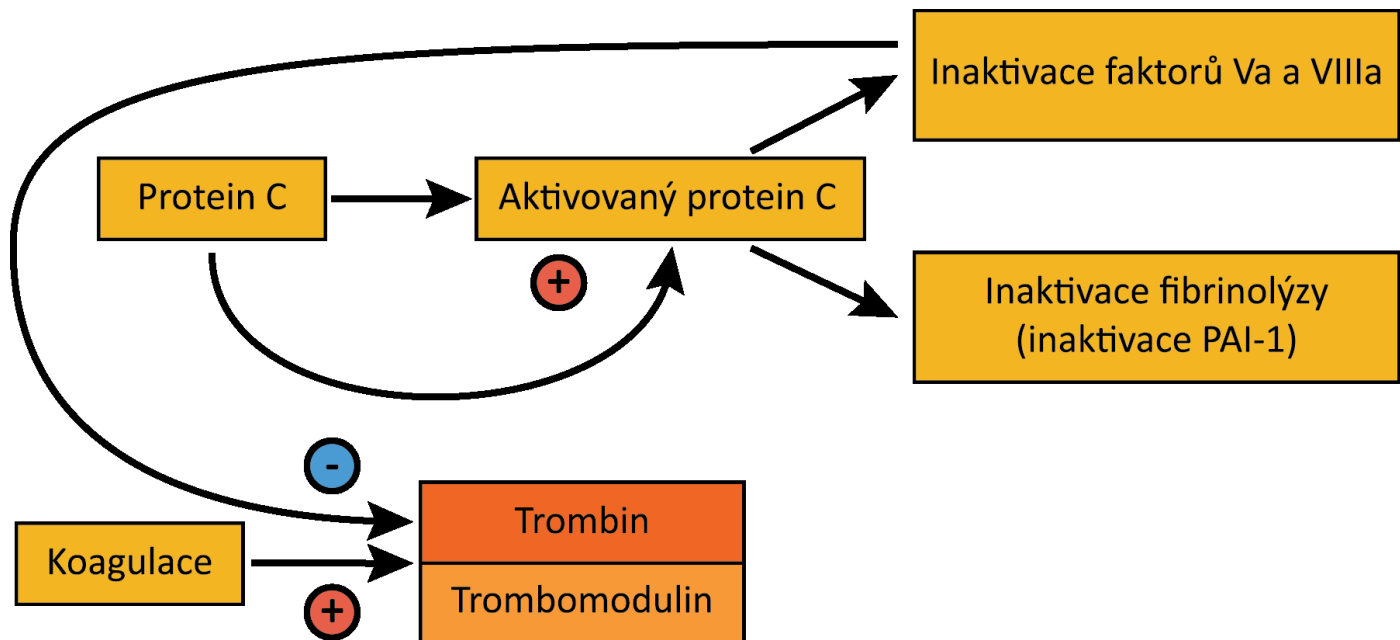 Inaktivace faktorů Va a VIIIa
Protein C
Aktivovaný protein C
+
Inaktivace fibrinolýzy
(inaktivace PAI-1)
-
Trombin
Koagulace
Trombomodulin
+